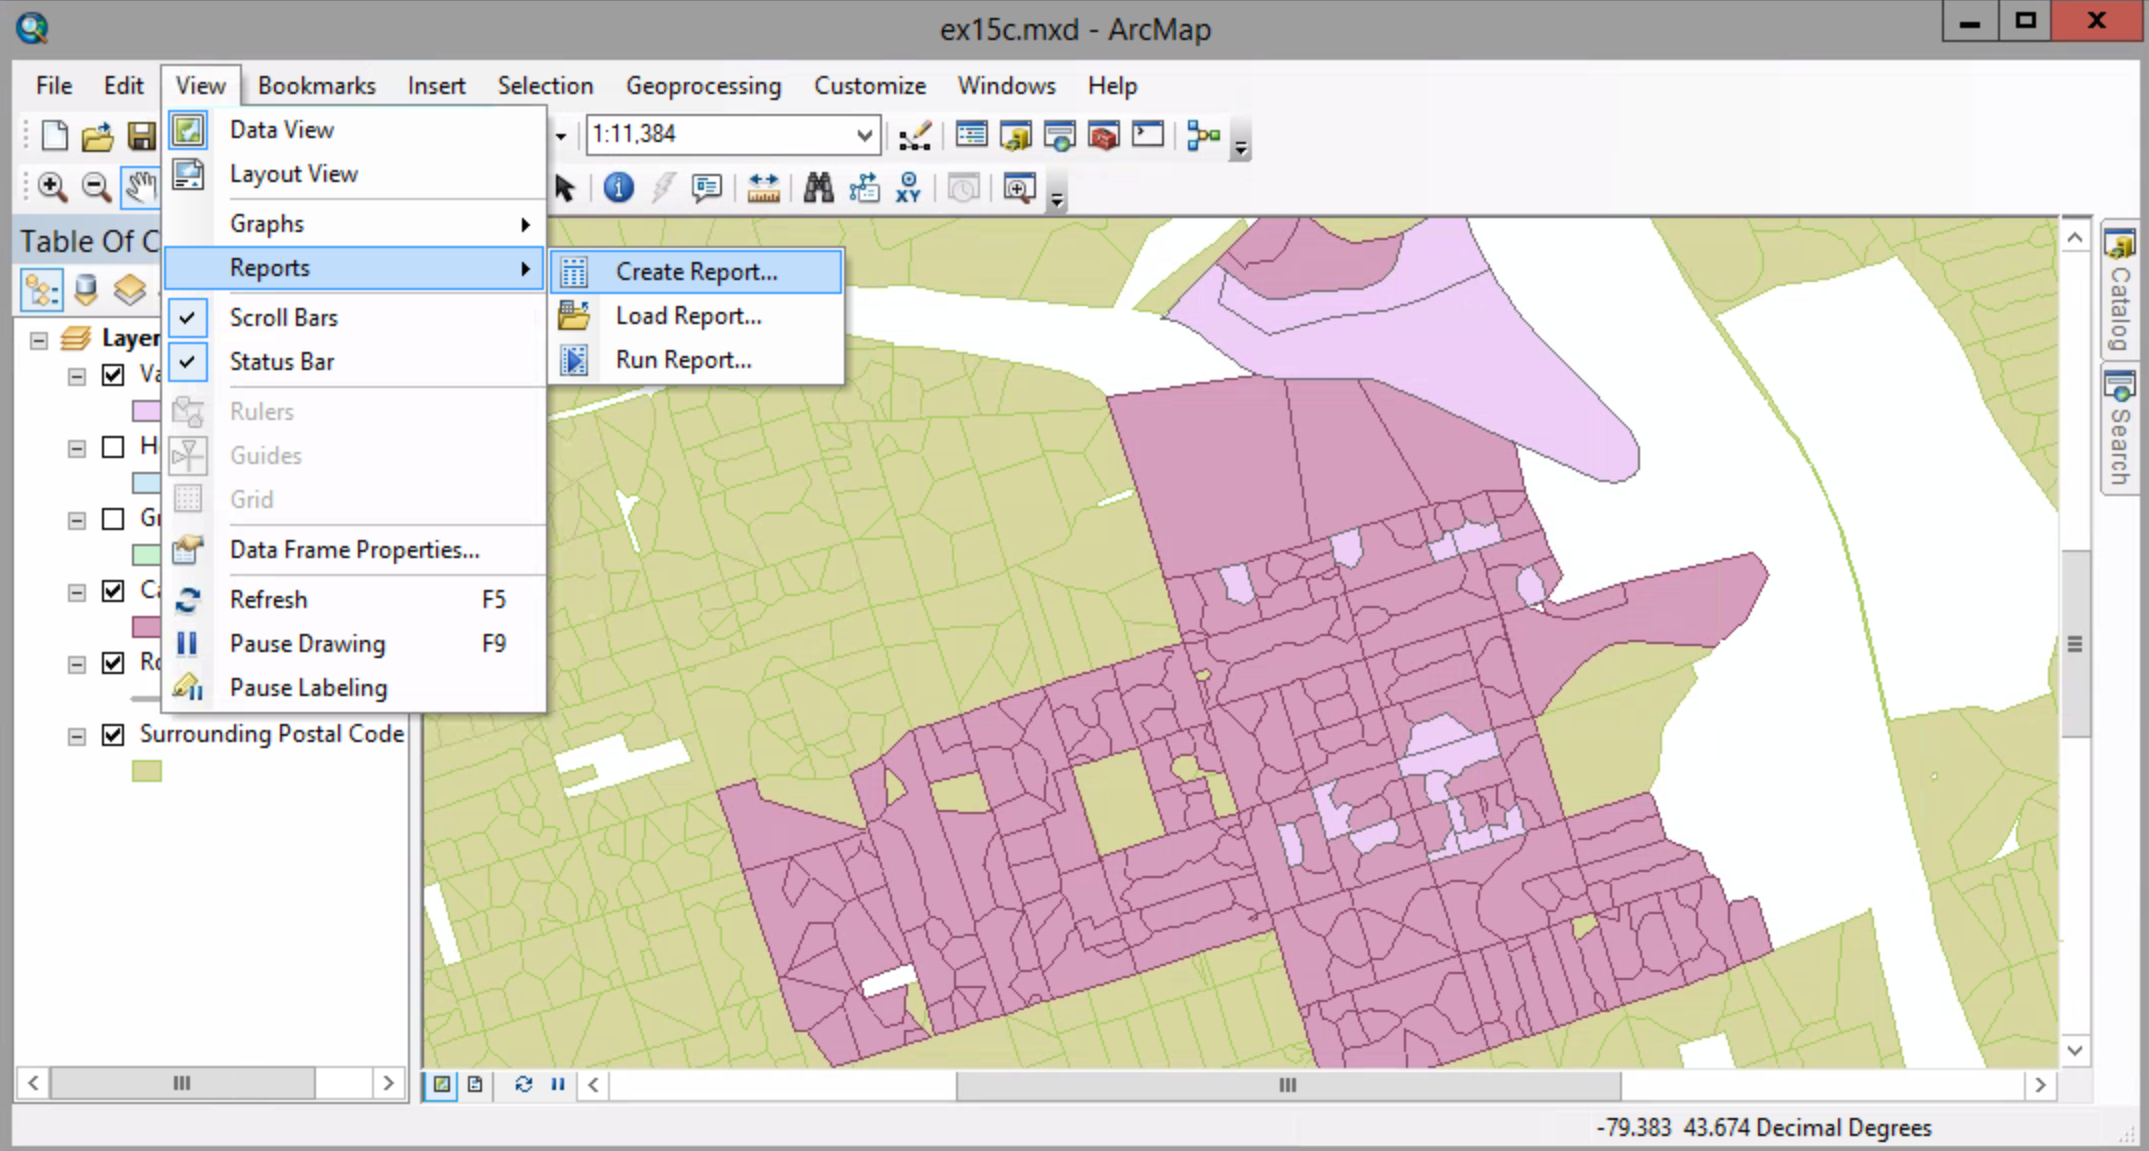 ex15c.mxd - ArcMap
File Edit View Bookmarks Insert Selection Geoprocessing Customize Windows Help
Data View
1:11,384
Layout View
XY
Graphs
Table Of C
Reports
Create Report...
Load Report...
Run Report...
Scroll Bars
Status Bar
Rulers
Guides
Grid
Data Frame Properties...
Refresh F5
Pause Drawing F9
Pause Labeling
Layer
Va
H
Gr
Ca
Ro
Surrounding Postal Code
Catalog
Search
-79.383 43.674 Decimal Degrees